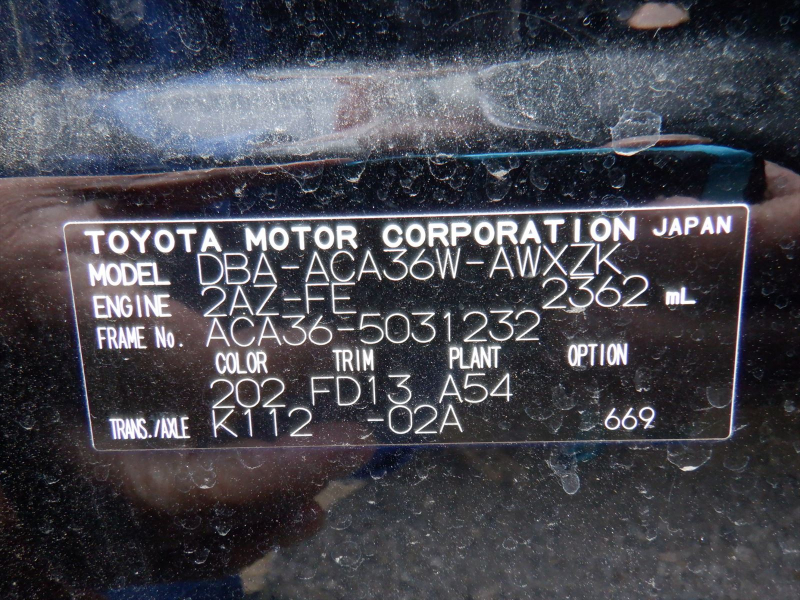 TOYOTA MOTOR CORPORATION JAPAN
MODEL DBA-ACA36W-AWXZK
ENGINE 2AZ-FE 2362 mL
FRAME No. ACA36-5031232
COLOR TRIM PLANT OPTION
202 FD13 A54
TRANS./AXLE K112 -02A 669